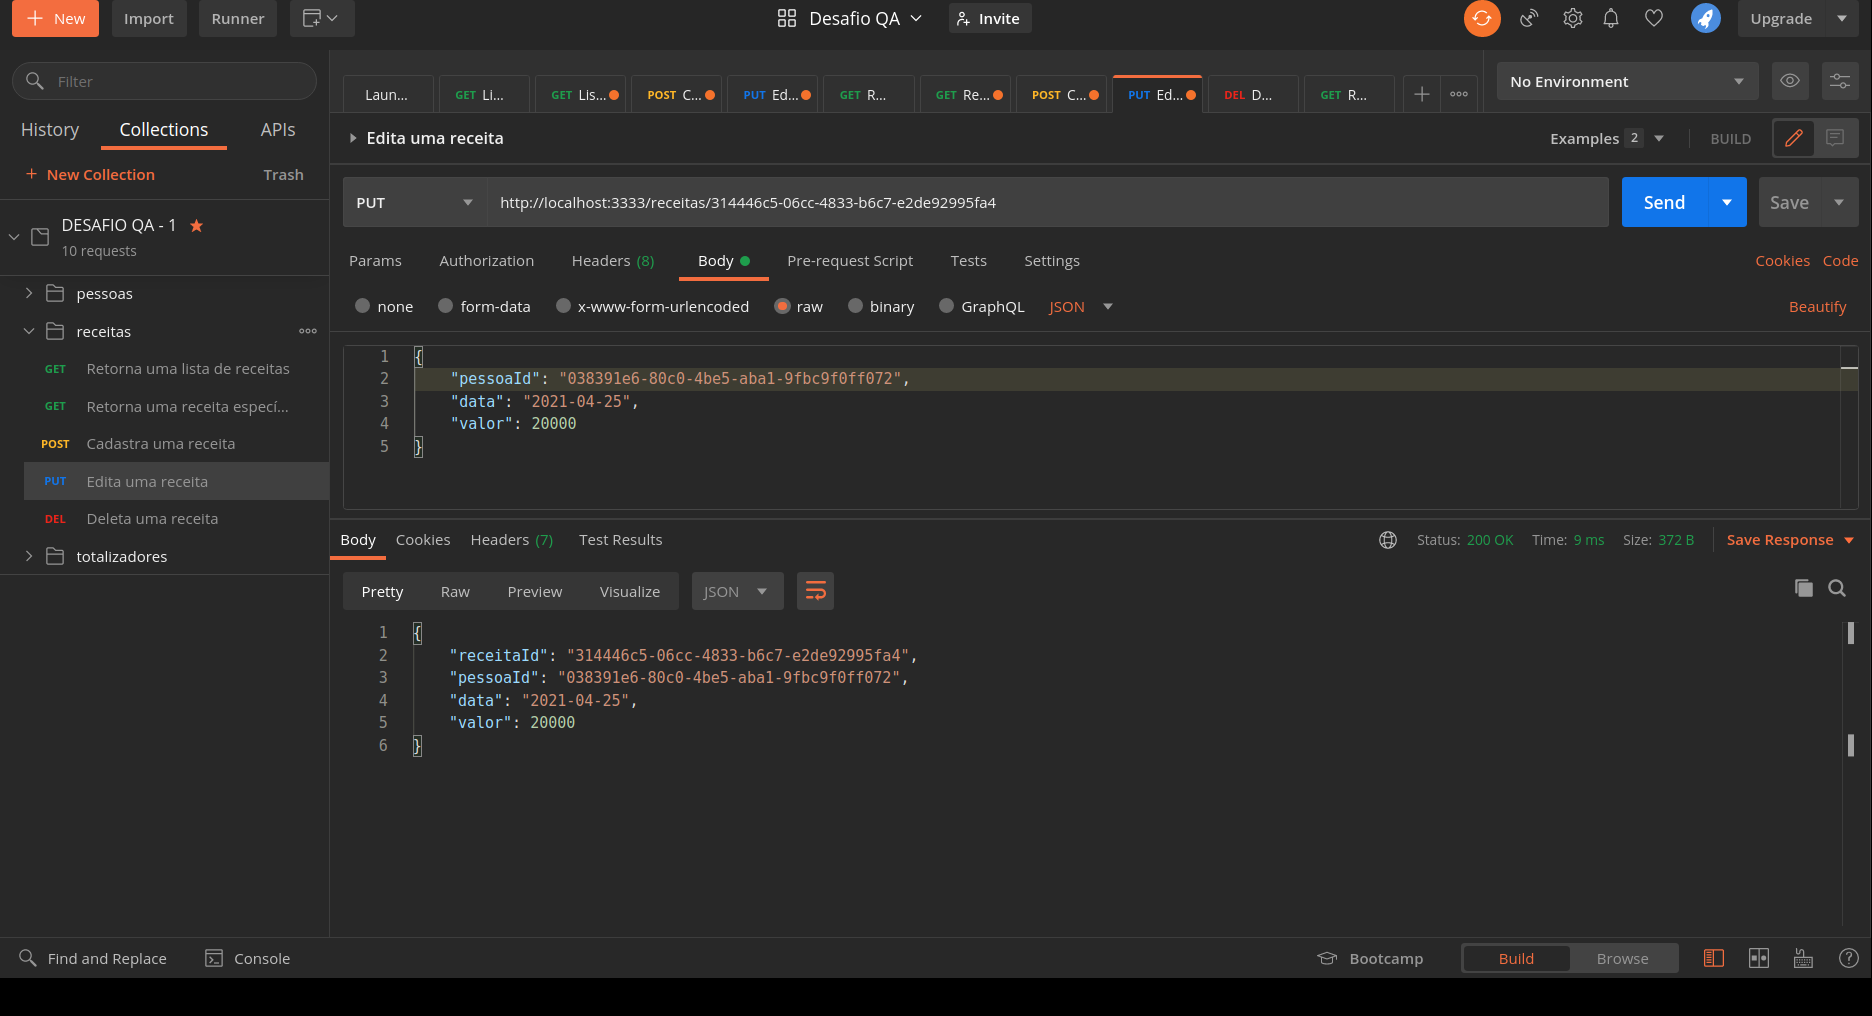 New Import Runner Desafio QA Invite Upgrade
Filter
History Collections APIs
+ New Collection Trash
DESAFIO QA - 1
10 requests
pessoas
receitas
GET Retorna uma lista de receitas
GET Retorna uma receita especí...
POST Cadastra uma receita
PUT Edita uma receita
DEL Deleta uma receita
totalizadores
Laun... GET Li... GET Lis... POST C... PUT Ed... GET R... GET Re... POST C... PUT Ed... DEL D... GET R...
No Environment
Edita uma receita Examples 2 BUILD
PUT http://localhost:3333/receitas/314446c5-06cc-4833-b6c7-e2de92995fa4 Send Save
Params Authorization Headers (8) Body Pre-request Script Tests Settings Cookies Code
none form-data x-www-form-urlencoded raw binary GraphQL JSON Beautify
1 {
2 "pessoaId": "038391e6-80c0-4be5-aba1-9fbc9f0ff072",
3 "data": "2021-04-25",
4 "valor": 20000
5 }
Body Cookies Headers (7) Test Results Status: 200 OK Time: 9 ms Size: 372 B Save Response
Pretty Raw Preview Visualize JSON
1 {
2 "receitaId": "314446c5-06cc-4833-b6c7-e2de92995fa4",
3 "pessoaId": "038391e6-80c0-4be5-aba1-9fbc9f0ff072",
4 "data": "2021-04-25",
5 "valor": 20000
6 }
Find and Replace Console Bootcamp Build Browse